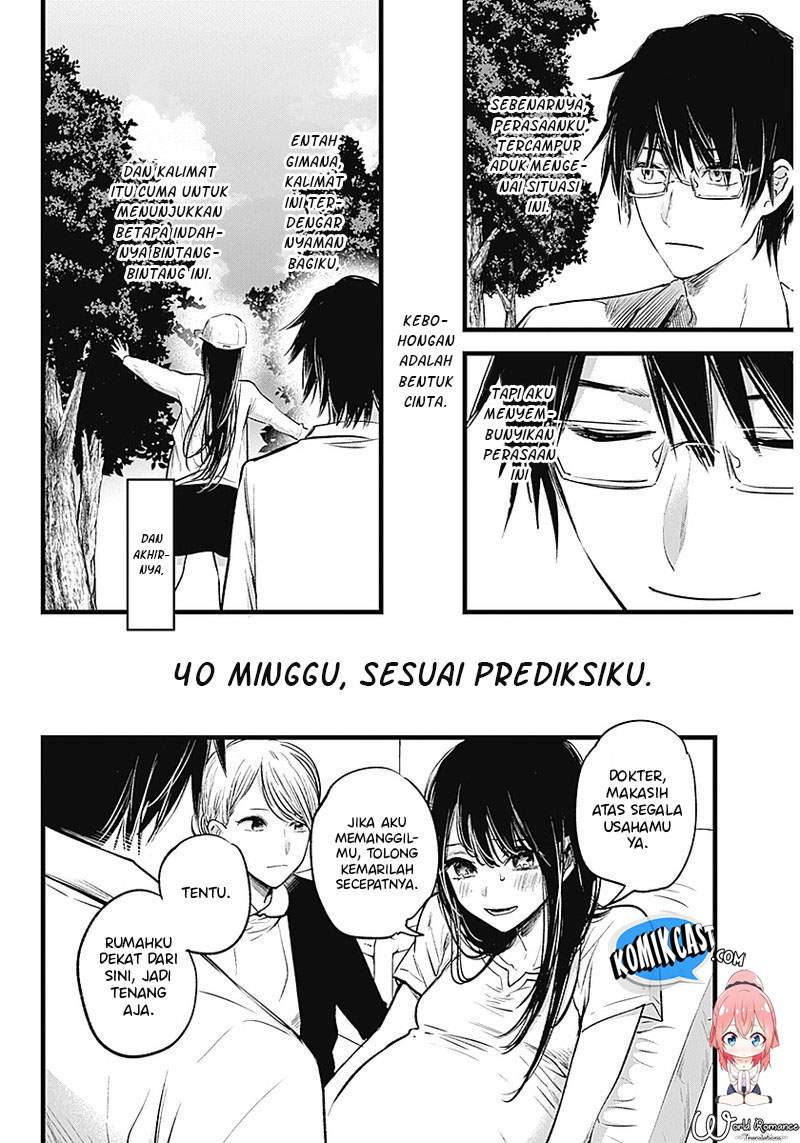 SEBENARNYA,
PERASAANKU
TERCAMPUR
ADUK MENGE-
NAI SITUASI
INI.
TAPI AKU
MENYEM-
BUNYIKAN
PERASAAN
INI
KEBO-
HONGAN
ADALAH
BENTUK
CINTA.
ENTAH
GIMANA,
KALIMAT
INI TER-
DENGAR
NYAMAN
BAGIKU,
DAN KALIMAT
ITU CUMA UNTUK
MENUNJUKKAN
BETAPA INDAH-
NYA BINTANG-
BINTANG INI.
DAN
AKHIR-
NYA.
40 MINGGU, SESUAI PREDIKSIKU.
DOKTER,
MAKASIH
ATAS SEGALA
USAHAMU
YA.
JIKA AKU
MEMANGGIL-
MU, TOLONG
KEMARILAH
SECEPATNYA.
TENTU.
RUMAHKU
DEKAT DARI
SINI, JADI
TENANG
AJA.
KOMIKCAST.COM
World Romance
Translations